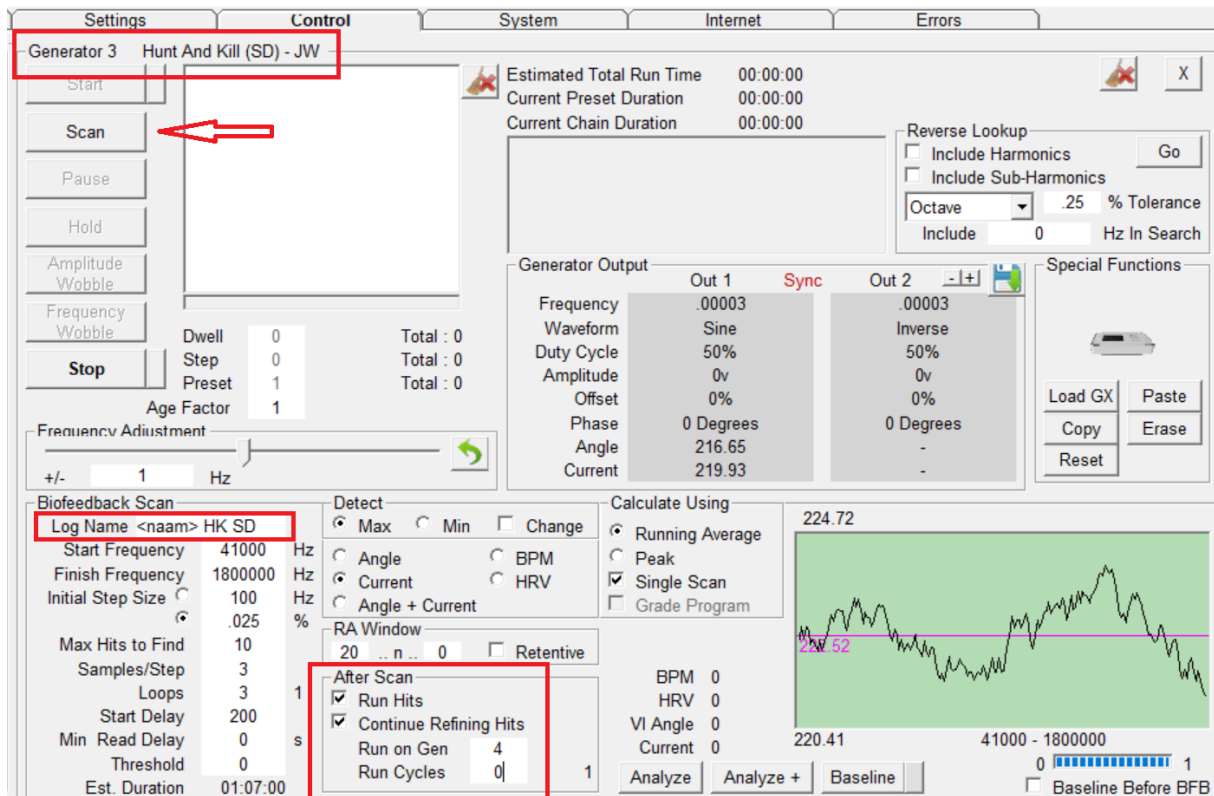 Settings Control System Internet Errors
Generator 3 Hunt And Kill (SD) - JW
Start
Scan
Pause
Hold
Amplitude
Wobble
Frequency
Wobble
Stop
Dwell 0 Total : 0
Step 0 Total : 0
Preset 1 Total : 0
Age Factor 1
Estimated Total Run Time 00:00:00
Current Preset Duration 00:00:00
Current Chain Duration 00:00:00
X
Reverse Lookup
Include Harmonics Go
Include Sub-Harmonics
Octave .25 % Tolerance
Include 0 Hz In Search
Generator Output
Out 1 Sync Out 2 - +
Frequency .00003 .00003
Waveform Sine Inverse
Duty Cycle 50% 50%
Amplitude 0v 0v
Offset 0% 0%
Phase 0 Degrees 0 Degrees
Angle 216.65 -
Current 219.93 -
Special Functions
Load GX Paste
Copy Erase
Reset
Frequency Adjustment
+/- 1 Hz
Biofeedback Scan
Log Name <naam> HK SD
Start Frequency 41000 Hz
Finish Frequency 1800000 Hz
Initial Step Size 100 Hz
.025 %
Max Hits to Find 10
Samples/Step 3
Loops 3 1
Start Delay 200
Min Read Delay 0 s
Threshold 0
Est. Duration 01:07:00
Detect
Max Min Change
Angle BPM
Current HRV
Angle + Current
RA Window
20 .. n .. 0 Retentive
After Scan
Run Hits
Continue Refining Hits
Run on Gen 4
Run Cycles 0 1
Calculate Using
Running Average
Peak
Single Scan
Grade Program
BPM 0
HRV 0
VI Angle 0
Current 0
Analyze Analyze + Baseline
224.72
222.52
220.41 41000 - 1800000
0 1
Baseline Before BFB